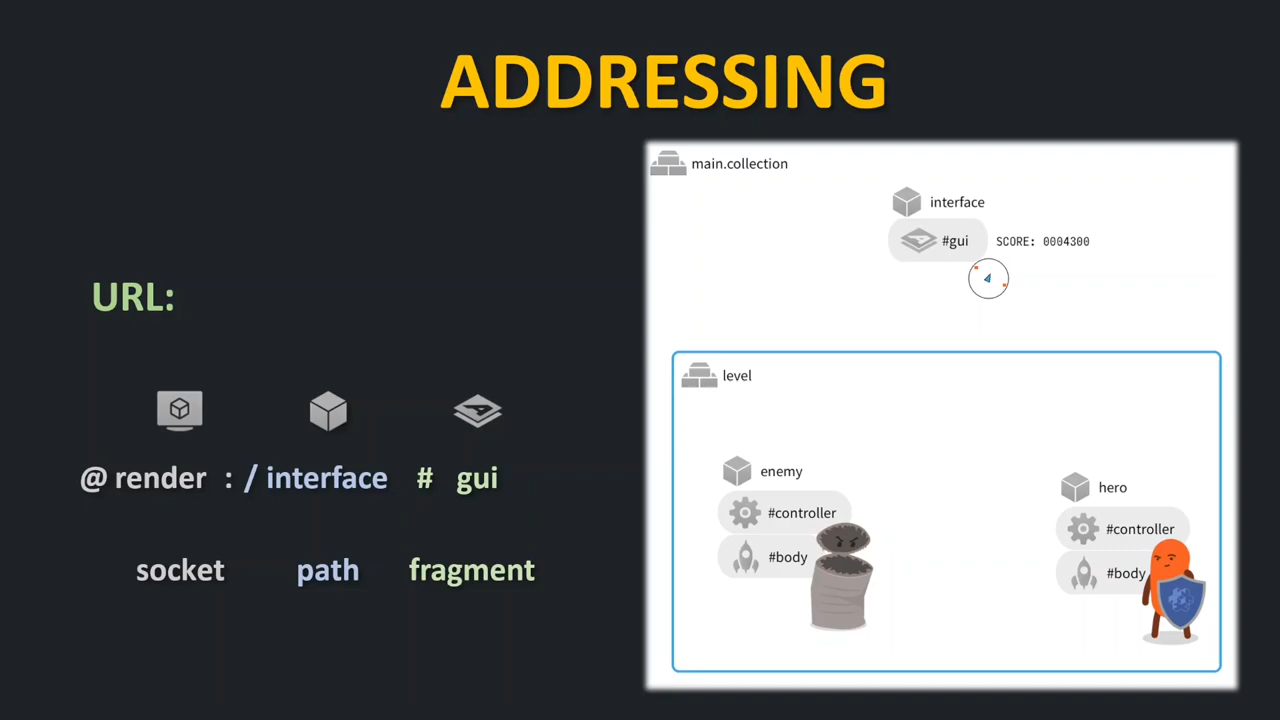 ADDRESSING
URL:
@ render : / interface # gui
socket path fragment
main.collection
interface
#gui SCORE: 0004300
level
enemy
#controller
#body
hero
#controller
#body